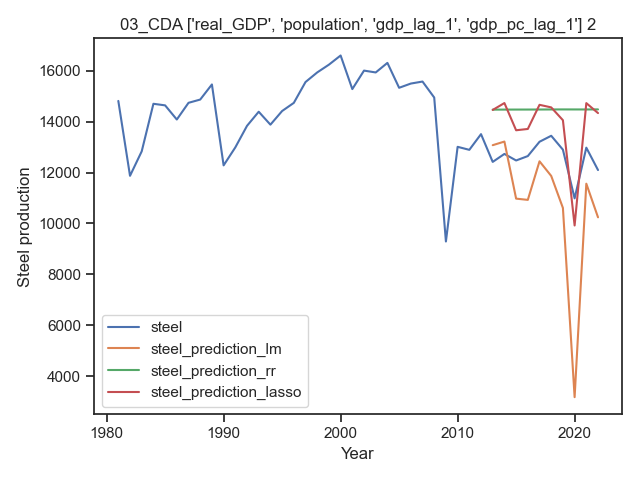 03_CDA ['real_GDP', 'population', 'gdp_lag_1', 'gdp_pc_lag_1'] 2
16000
14000
12000
10000
8000
6000
4000
Steel production
steel
steel_prediction_lm
steel_prediction_rr
steel_prediction_lasso
1980
1990
2000
2010
2020
Year